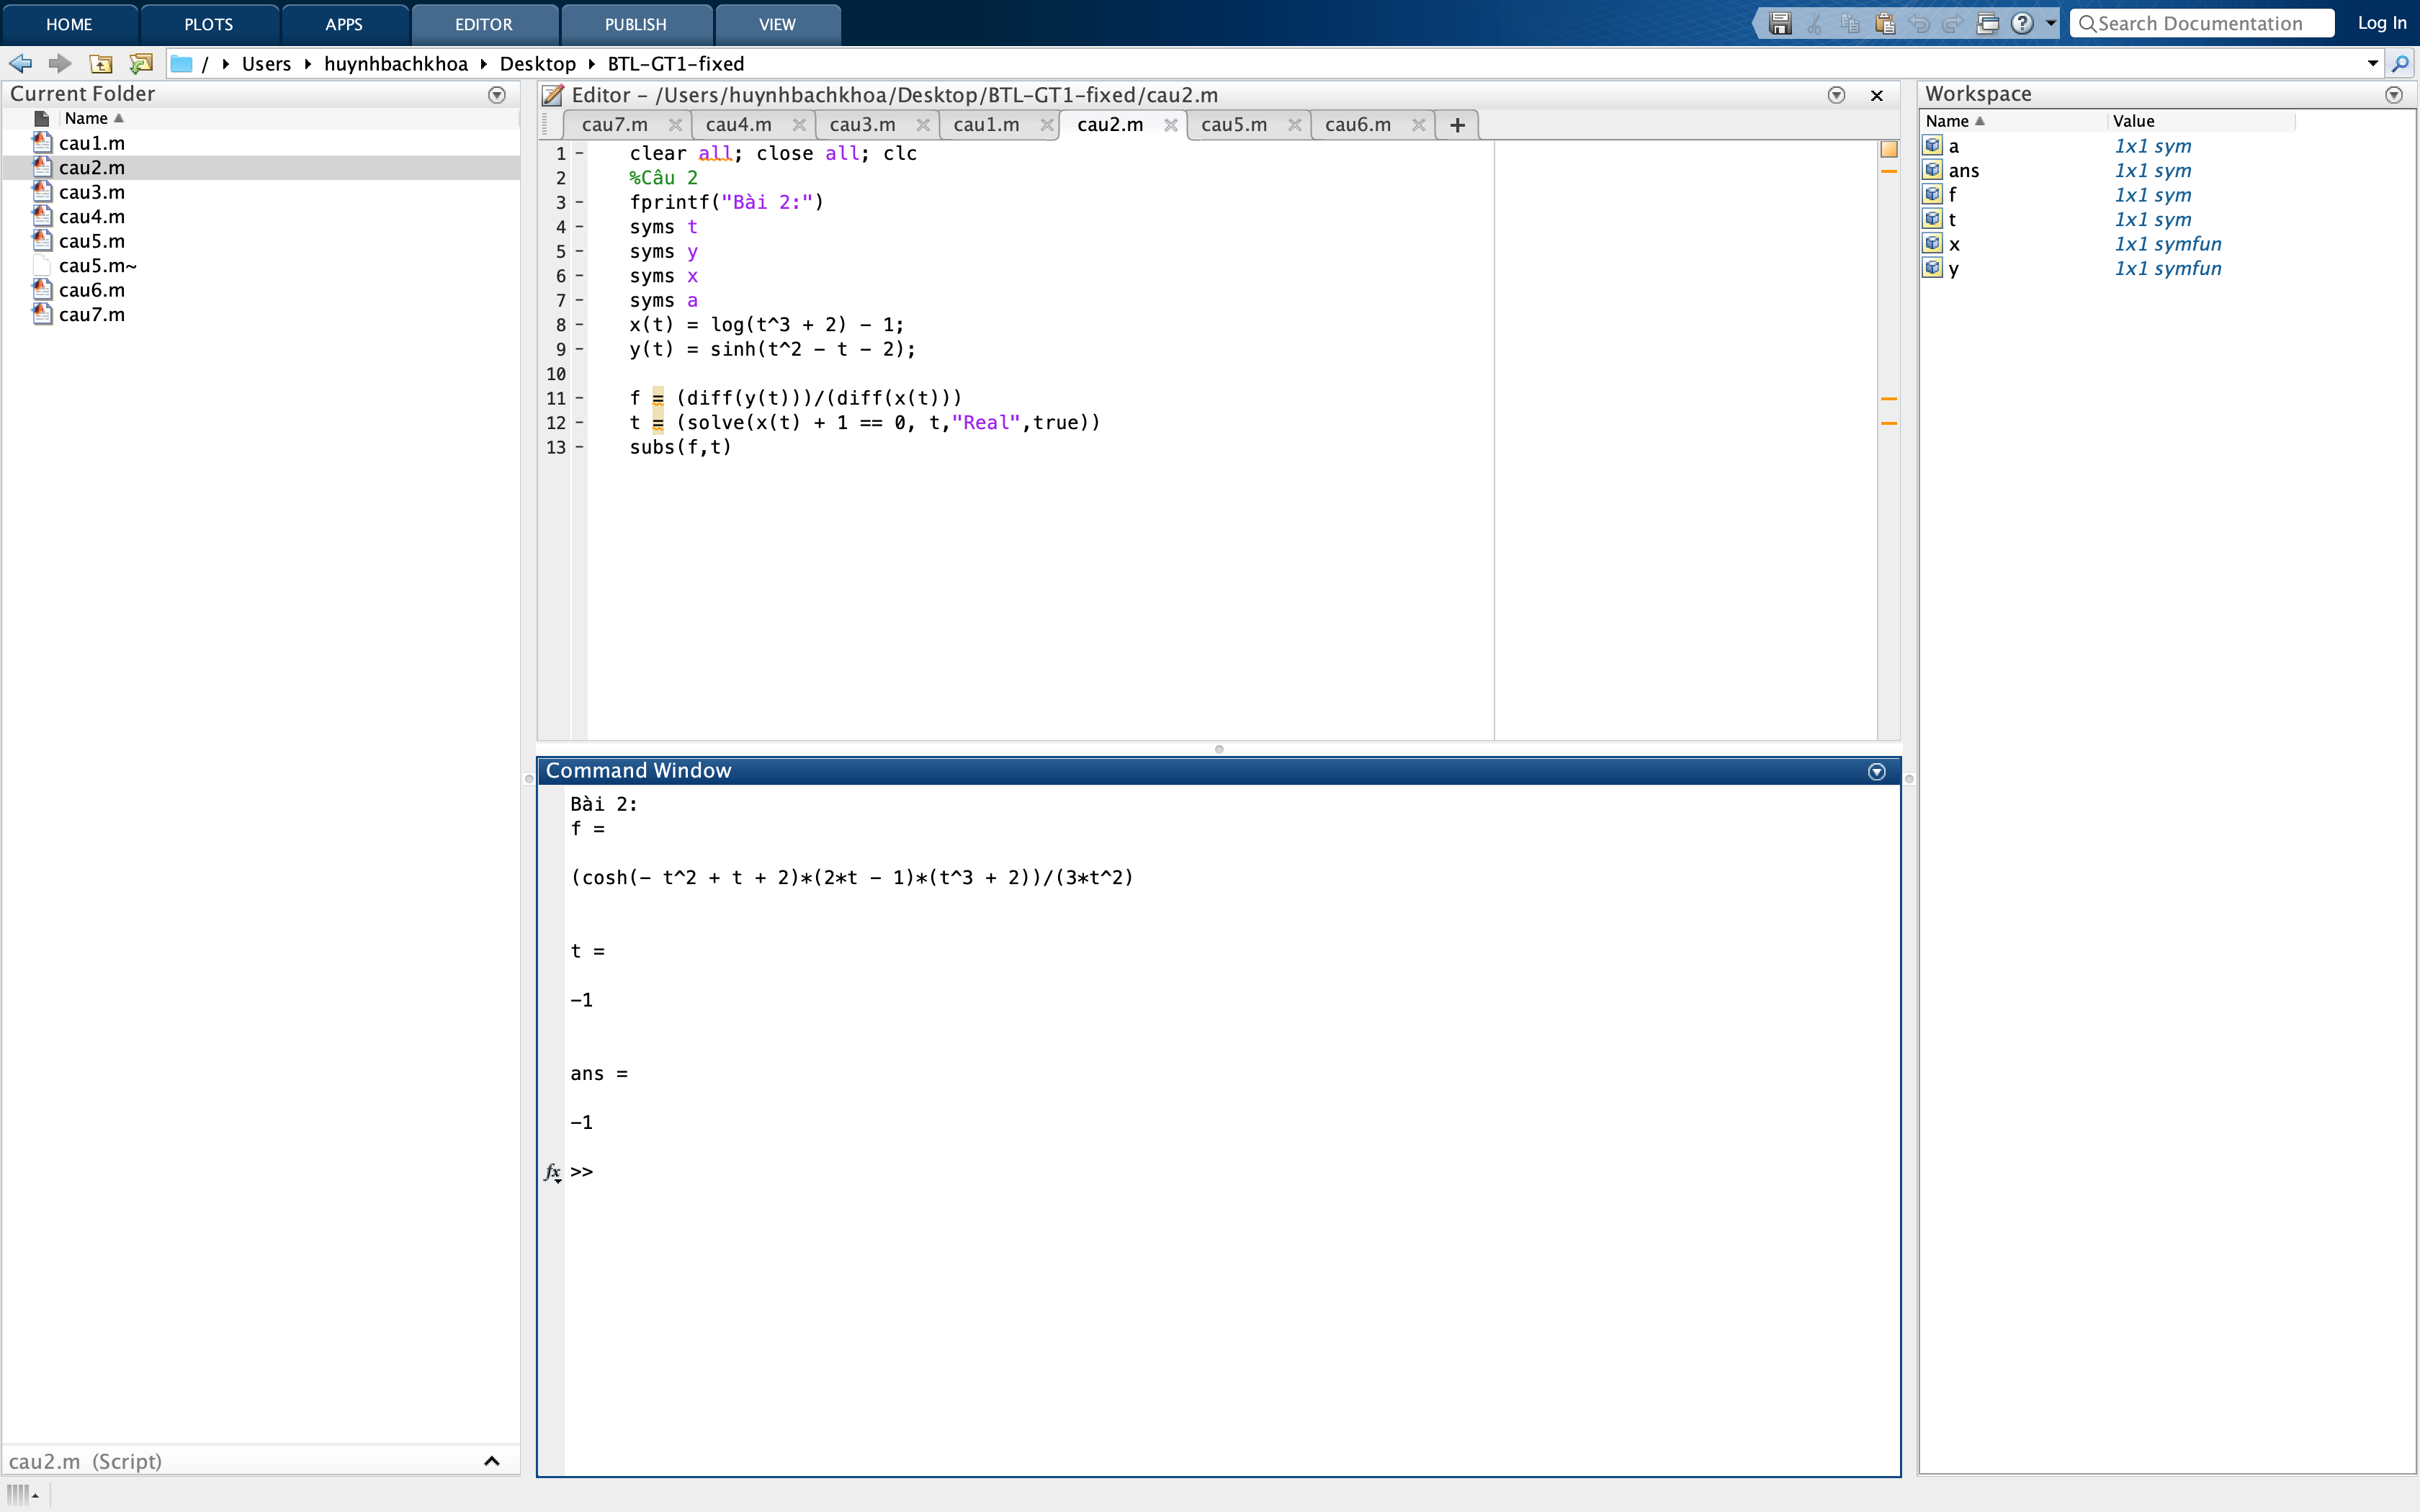 HOME PLOTS APPS EDITOR PUBLISH VIEW Search Documentation Log In
/ Users huynhbachkhoa Desktop BTL-GT1-fixed
Current Folder
Name
cau1.m
cau2.m
cau3.m
cau4.m
cau5.m
cau5.m~
cau6.m
cau7.m
cau2.m (Script)
Editor - /Users/huynhbachkhoa/Desktop/BTL-GT1-fixed/cau2.m
cau7.m cau4.m cau3.m cau1.m cau2.m cau5.m cau6.m +
1 - clear all; close all; clc
2 %Câu 2
3 - fprintf("Bài 2:")
4 - syms t
5 - syms y
6 - syms x
7 - syms a
8 - x(t) = log(t^3 + 2) - 1;
9 - y(t) = sinh(t^2 - t - 2);
10
11 - f = (diff(y(t)))/(diff(x(t)))
12 - t = (solve(x(t) + 1 == 0, t,"Real",true))
13 - subs(f,t)
Command Window
Bài 2:
f =
(cosh(- t^2 + t + 2)*(2*t - 1)*(t^3 + 2))/(3*t^2)
t =
-1
ans =
-1
fx >>
Workspace
Name Value
a 1x1 sym
ans 1x1 sym
f 1x1 sym
t 1x1 sym
x 1x1 symfun
y 1x1 symfun